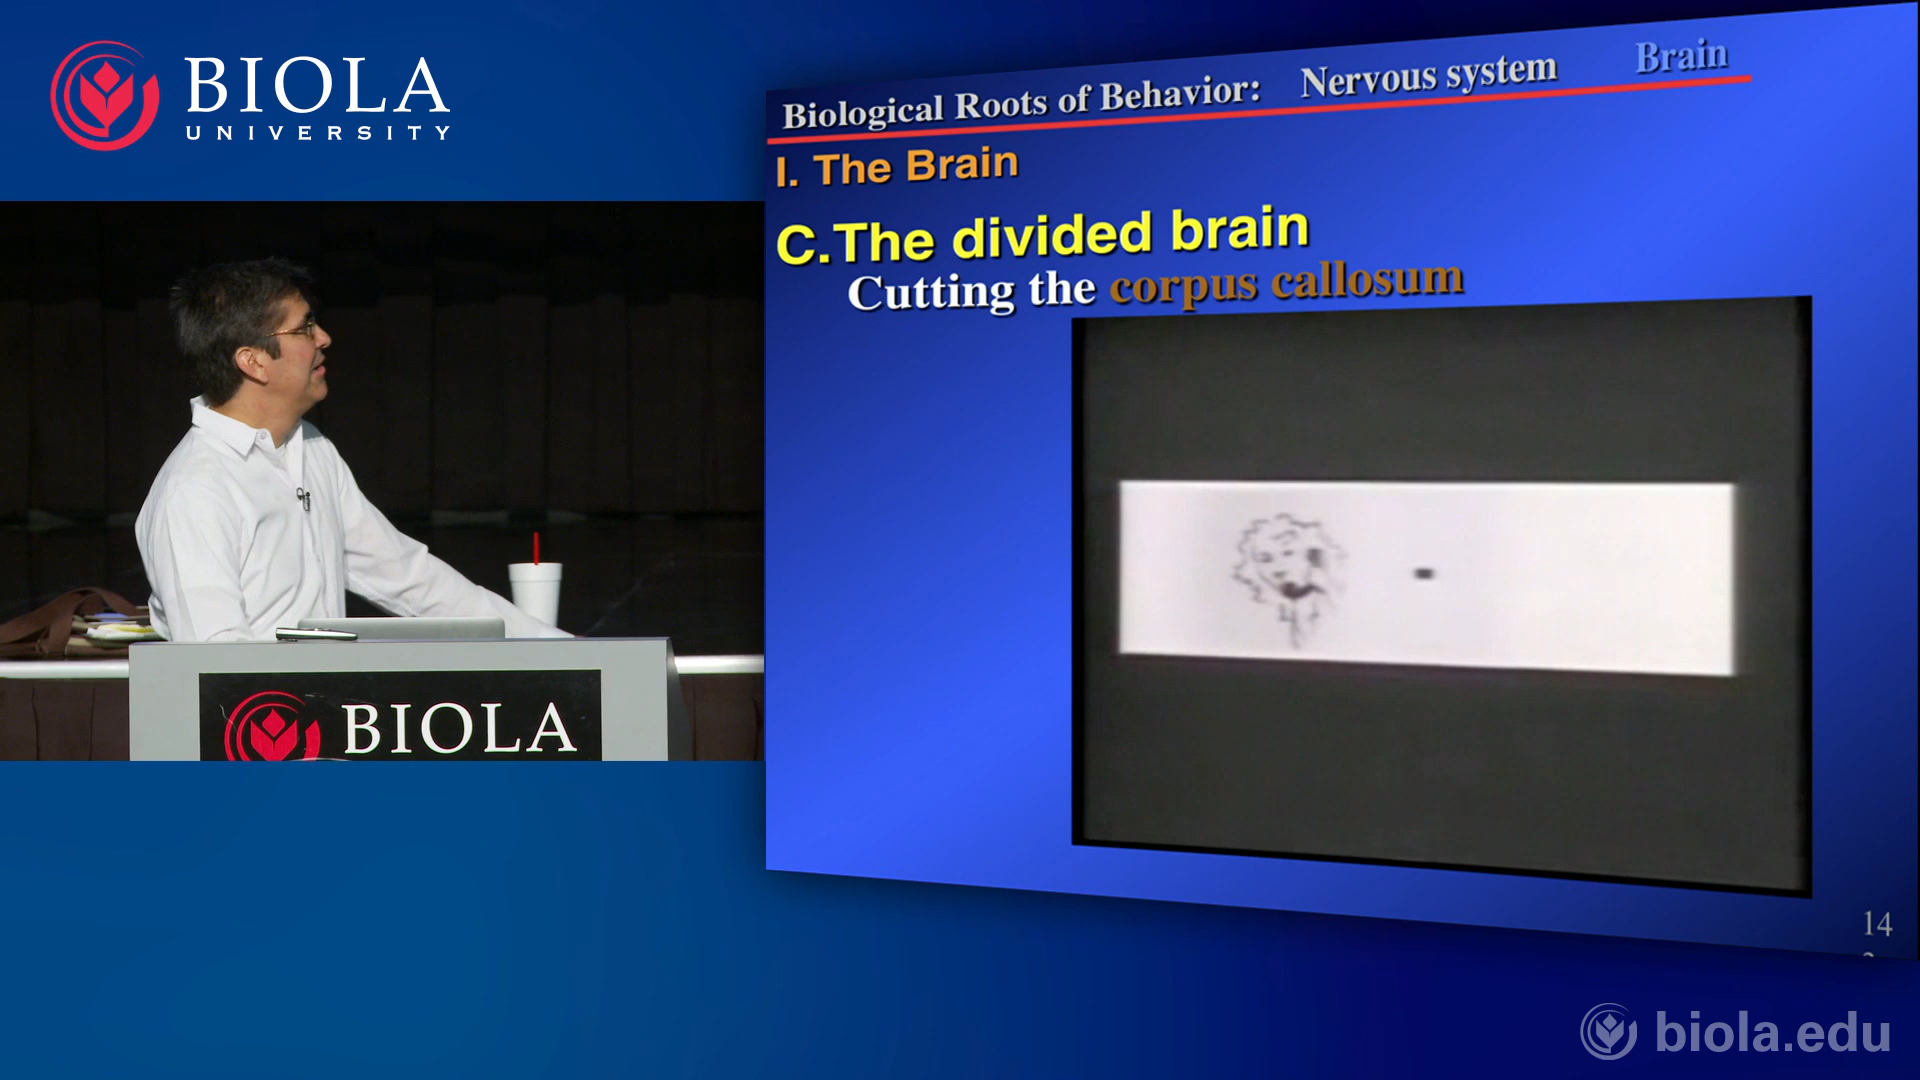 BIOLA
UNIVERSITY
Biological Roots of Behavior: Nervous system Brain
I. The Brain
C.The divided brain
Cutting the corpus callosum
BIOLA
14
biola.edu